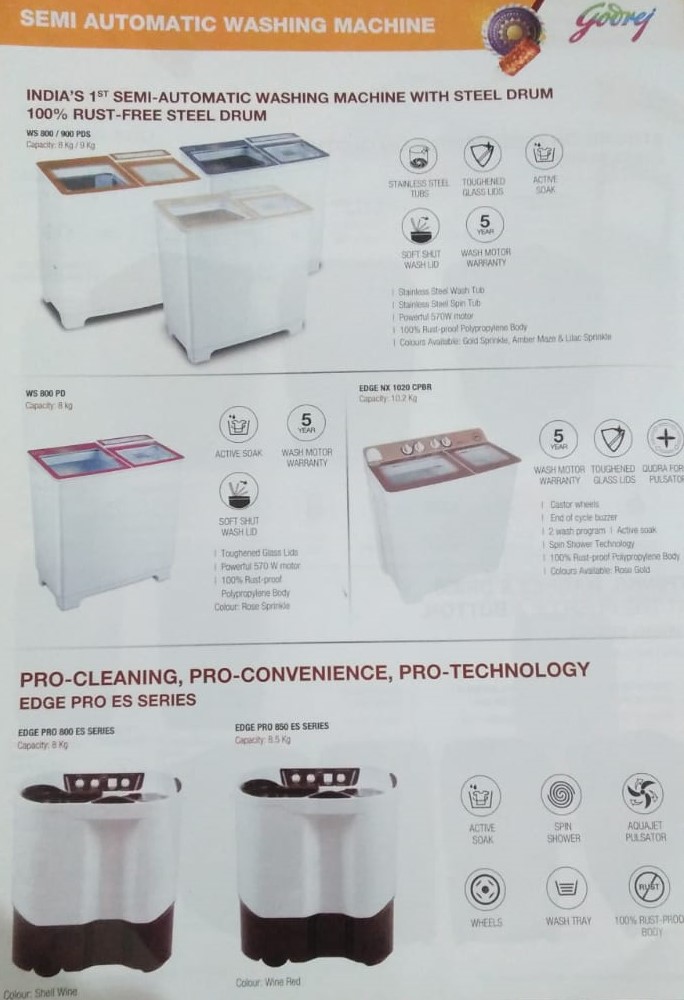 SEMI AUTOMATIC WASHING MACHINE
Godrej
INDIA'S 1ST SEMI-AUTOMATIC WASHING MACHINE WITH STEEL DRUM
100% RUST-FREE STEEL DRUM
WS 800 / 900 PDS
Capacity: 8 Kg / 9 Kg
STAINLESS STEEL
TUBS
TOUGHENED
GLASS LIDS
ACTIVE
SOAK
SOFT SHUT
WASH LID
5
YEAR
WASH MOTOR
WARRANTY
| Stainless Steel Wash Tub
| Stainless Steel Spin Tub
| Powerful 570W motor
| 100% Rust-proof Polypropylene Body
| Colours Available: Gold Sprinkle, Amber Maze & Lilac Sprinkle
WS 800 PD
Capacity: 8 kg
ACTIVE SOAK
5
YEAR
WASH MOTOR
WARRANTY
SOFT SHUT
WASH LID
| Toughened Glass Lids
| Powerful 570 W motor
| 100% Rust-proof
Polypropylene Body
Colour: Rose Sprinkle
EDGE NX 1020 CPBR
Capacity: 10.2 Kg
5
YEAR
WASH MOTOR
WARRANTY
TOUGHENED
GLASS LIDS
QUDRA FOR
PULSATOR
| Castor wheels
| End of cycle buzzer
| 2 wash program | Active soak
| Spin Shower Technology
| 100% Rust-proof Polypropylene Body
| Colours Available: Rose Gold
PRO-CLEANING, PRO-CONVENIENCE, PRO-TECHNOLOGY
EDGE PRO ES SERIES
EDGE PRO 800 ES SERIES
Capacity: 8 Kg
EDGE PRO 850 ES SERIES
Capacity: 8.5 Kg
ACTIVE
SOAK
SPIN
SHOWER
AQUAJET
PULSATOR
WHEELS
WASH TRAY
RUST
100% RUST-PROO
BODY
Colour: Shell Wine
Colour: Wine Red